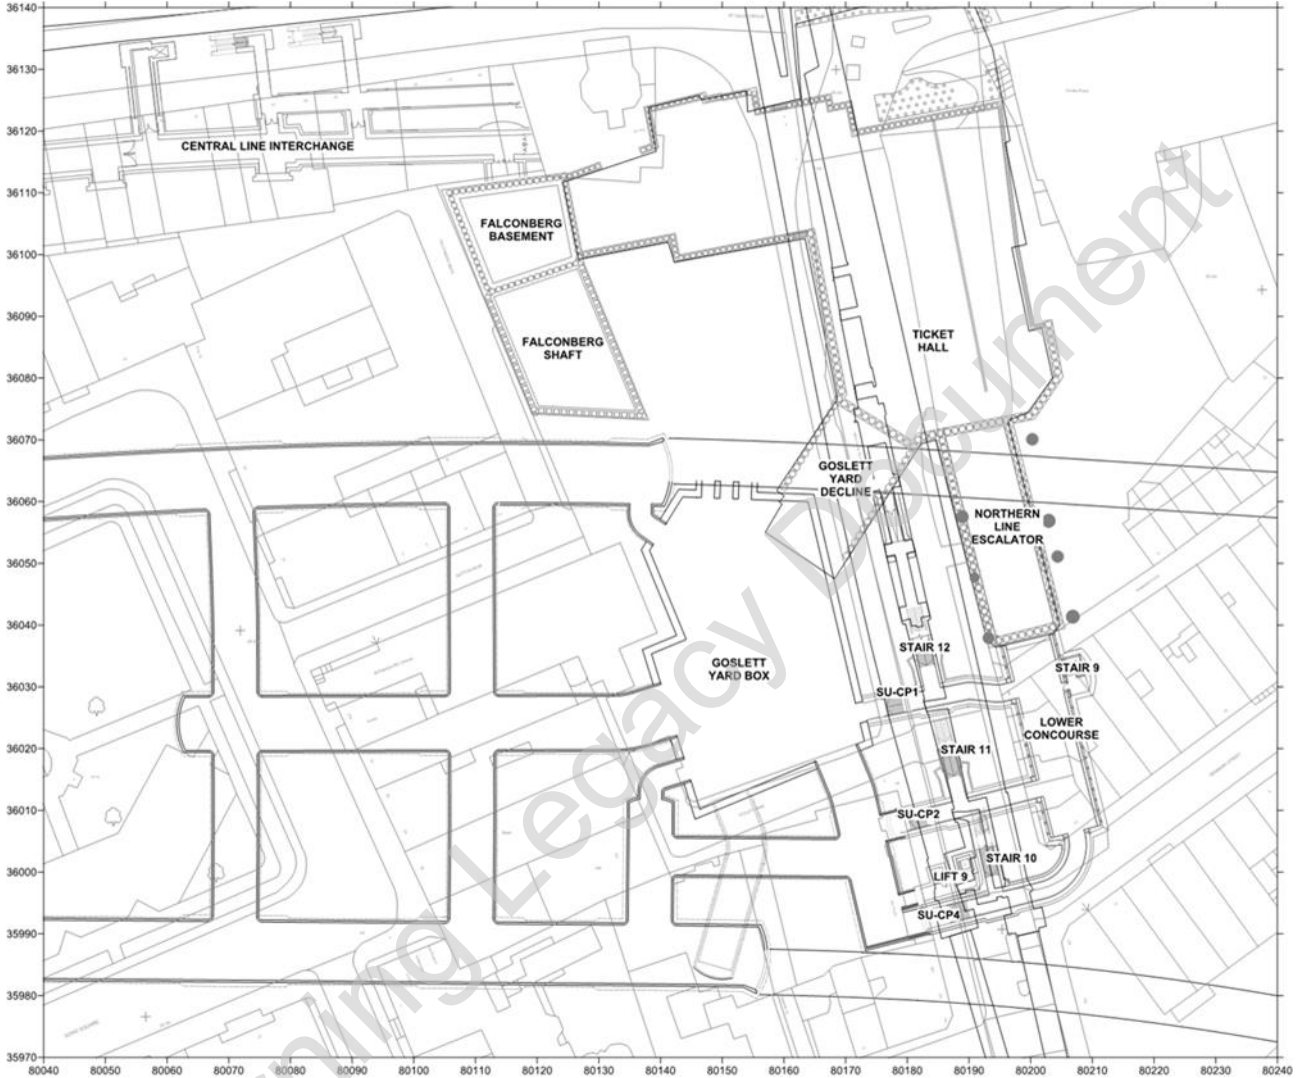 36140
36130
36120
36110
36100
36090
36080
36070
36060
36050
36040
36030
36020
36010
36000
35990
35980
35970
CENTRAL LINE INTERCHANGE
FALCONBERG
BASEMENT
FALCONBERG
SHAFT
TICKET
HALL
GOSLETT
YARD
DECLINE
NORTHERN
LINE
ESCALATOR
STAIR 12
GOSLETT
YARD BOX
STAIR 9
SU-CP1
LOWER
CONCOURSE
STAIR 11
SU-CP2
STAIR 10
LIFT 9
SU-CP4
ning Legacy Document
80040 80060 80070 80080 80090 80100 80110 80120 80130 80140 80150 80160 80170 80180 80190 80200 80210 80220 80230 80240